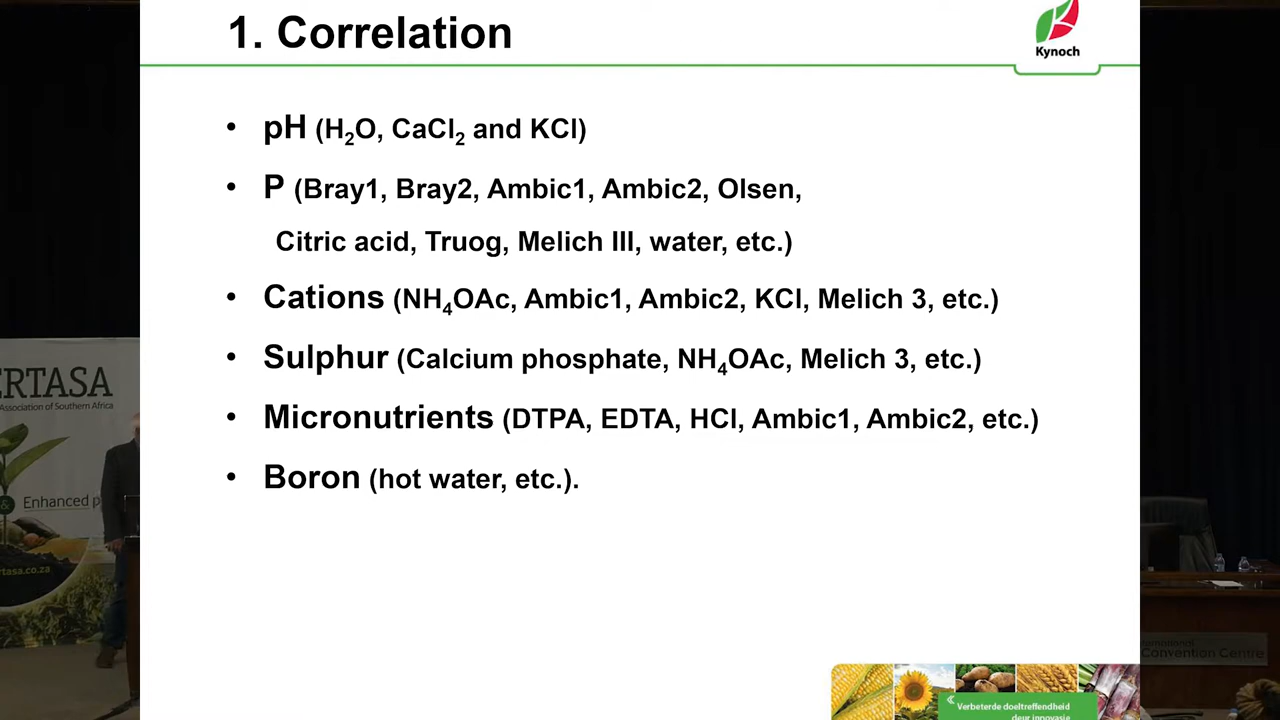 1. Correlation
Kynoch
• pH (H₂O, CaCl₂ and KCl)
• P (Bray1, Bray2, Ambic1, Ambic2, Olsen,
Citric acid, Truog, Melich III, water, etc.)
• Cations (NH₄OAc, Ambic1, Ambic2, KCl, Melich 3, etc.)
• Sulphur (Calcium phosphate, NH₄OAc, Melich 3, etc.)
• Micronutrients (DTPA, EDTA, HCl, Ambic1, Ambic2, etc.)
• Boron (hot water, etc.).
ERTASA
Association of Southern Africa
&
Enhanced
rtasa.co.za
Convention Centre
Verbeterde doeltreffendheid
deur innovasie